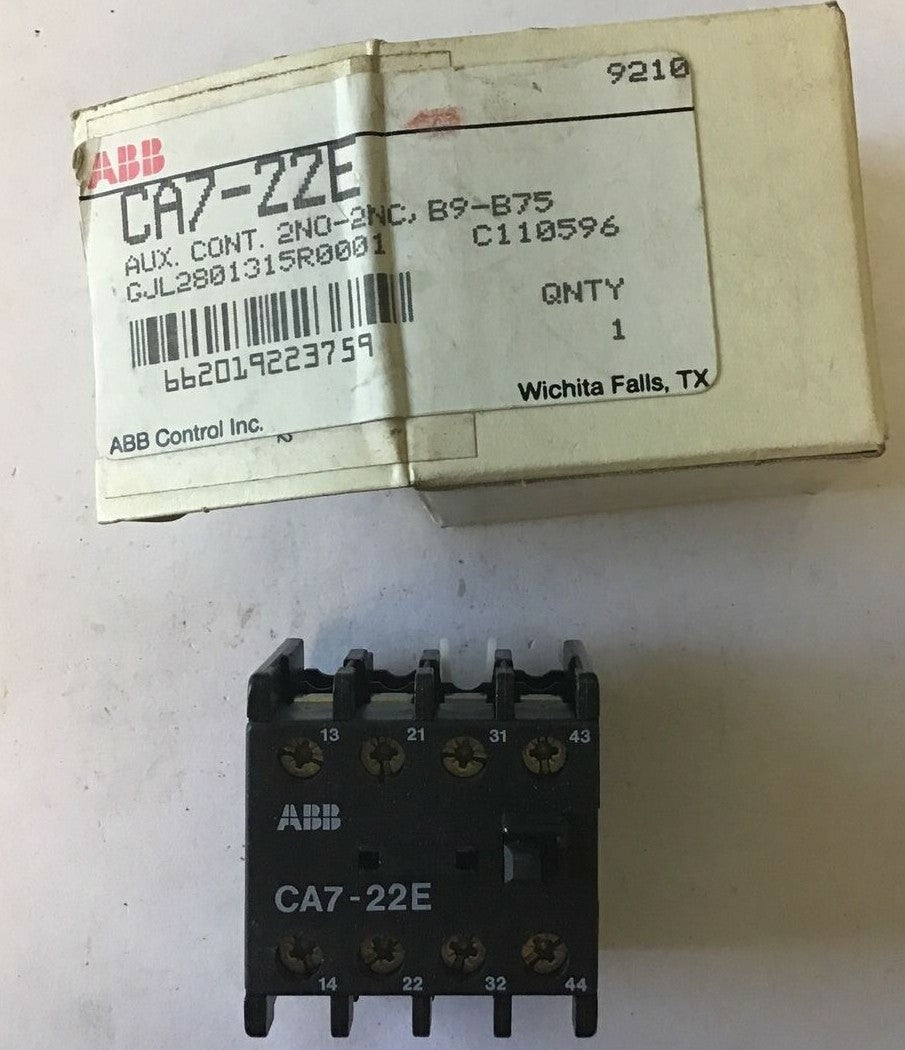 9210
ABB
CA7-22E
AUX. CONT. 2NO-2NC, B9-B75
GJL2801315R0001 C110596
QNTY
1
662019223759
Wichita Falls, TX
ABB Control Inc.
13 21 31 43
ABB
CA7-22E
14 22 32 44